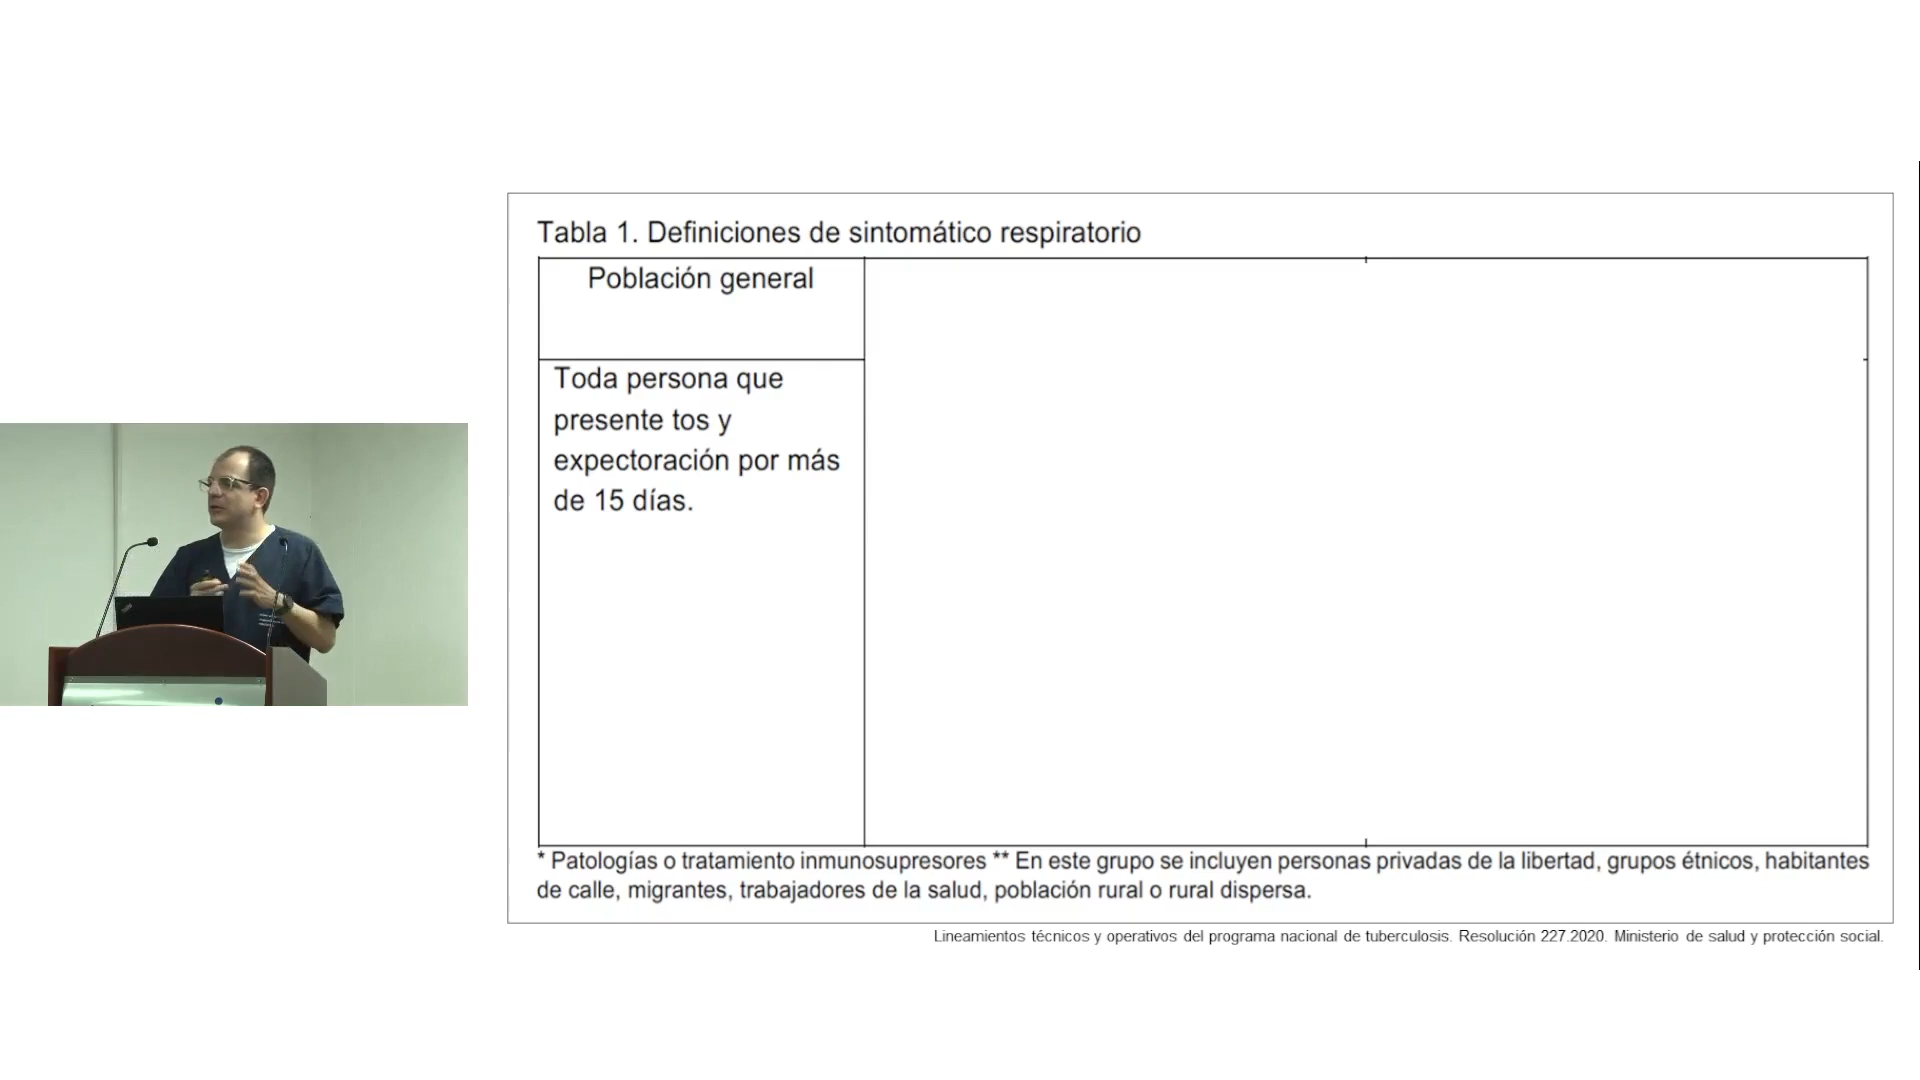 Tabla 1. Definiciones de sintomático respiratorio
Población general
Toda persona que
presente tos y
expectoración por más
de 15 días.
* Patologías o tratamiento inmunosupresores ** En este grupo se incluyen personas privadas de la libertad, grupos étnicos, habitantes
de calle, migrantes, trabajadores de la salud, población rural o rural dispersa.
Lineamientos técnicos y operativos del programa nacional de tuberculosis. Resolución 227.2020. Ministerio de salud y protección social.